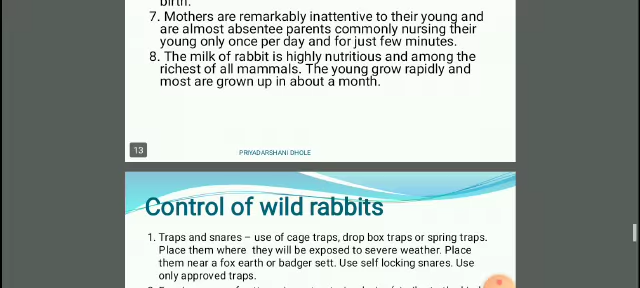 birth.
7. Mothers are remarkably inattentive to their young and
are almost absentee parents commonly nursing their
young only once per day and for just few minutes.
8. The milk of rabbit is highly nutritious and among the
richest of all mammals. The young grow rapidly and
most are grown up in about a month.
13
PRIYADARSHANI DHOLE
Control of wild rabbits
1. Traps and snares – use of cage traps, drop box traps or spring traps.
Place them where they will be exposed to severe weather. Place
them near a fox earth or badger sett. Use self locking snares. Use
only approved traps.